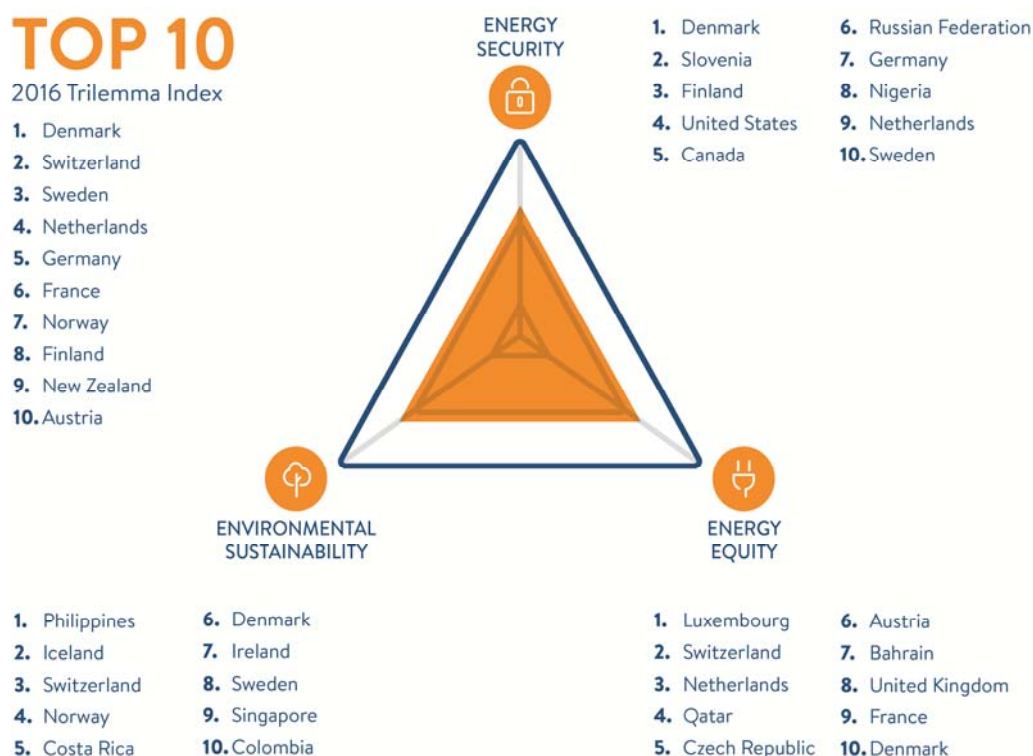 TOP 10
2016 Trilemma Index
1. Denmark
2. Switzerland
3. Sweden
4. Netherlands
5. Germany
6. France
7. Norway
8. Finland
9. New Zealand
10. Austria
ENERGY
SECURITY
1. Denmark
2. Slovenia
3. Finland
4. United States
5. Canada
6. Russian Federation
7. Germany
8. Nigeria
9. Netherlands
10. Sweden
ENVIRONMENTAL
SUSTAINABILITY
1. Philippines
2. Iceland
3. Switzerland
4. Norway
5. Costa Rica
6. Denmark
7. Ireland
8. Sweden
9. Singapore
10. Colombia
ENERGY
EQUITY
1. Luxembourg
2. Switzerland
3. Netherlands
4. Qatar
5. Czech Republic
6. Austria
7. Bahrain
8. United Kingdom
9. France
10. Denmark